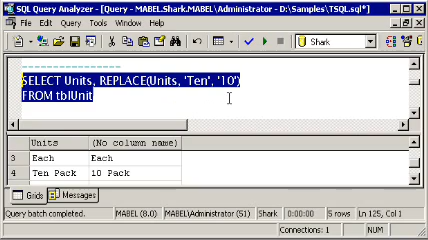 SQL Query Analyzer - [Query - MABEL.Shark.MABEL\Administrator - D:\Samples\TSQL.sql*]
File Edit Query Tools Window Help
Shark
---------------
SELECT Units, REPLACE(Units, 'Ten', '10')
FROM tblUnit
Units (No column name)
3 Each Each
4 Ten Pack 10 Pack
Grids Messages
Query batch completed. MABEL (8.0) MABEL\Administrator (51) Shark 0:00:00 5 rows Ln 125, Col 1
Connections: 1 NUM